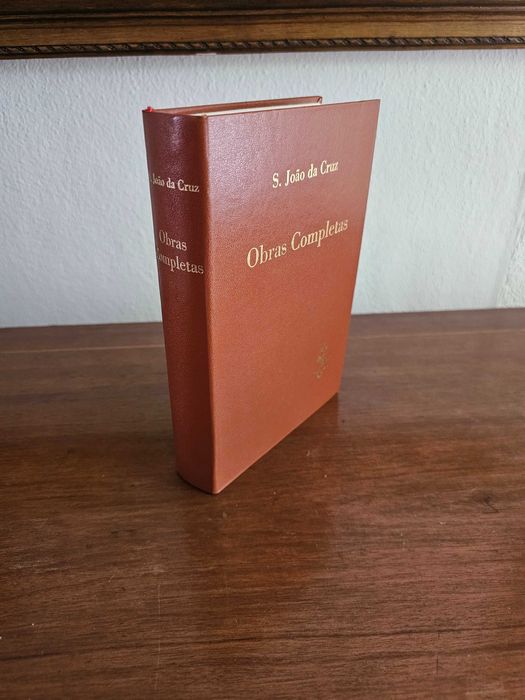 S. João da Cruz
Obras
Completas
S. João da Cruz
Obras Completas